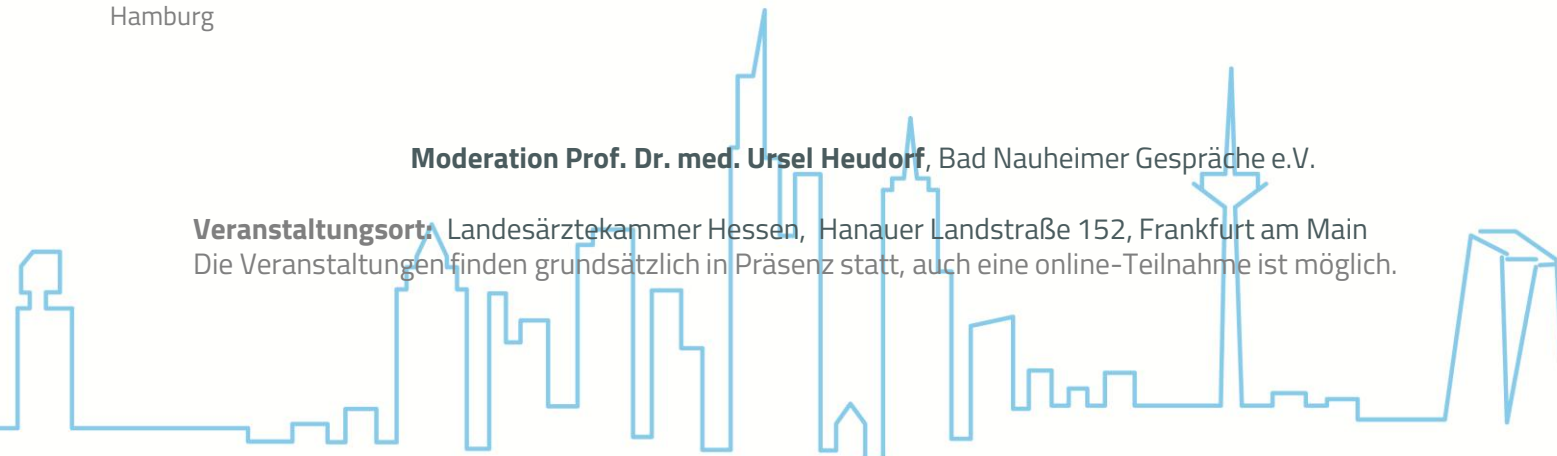 Hamburg
Moderation Prof. Dr. med. Ursel Heudorf, Bad Nauheimer Gespräche e.V.
Veranstaltungsort: Landesärztekammer Hessen, Hanauer Landstraße 152, Frankfurt am Main
Die Veranstaltungen finden grundsätzlich in Präsenz statt, auch eine online-Teilnahme ist möglich.